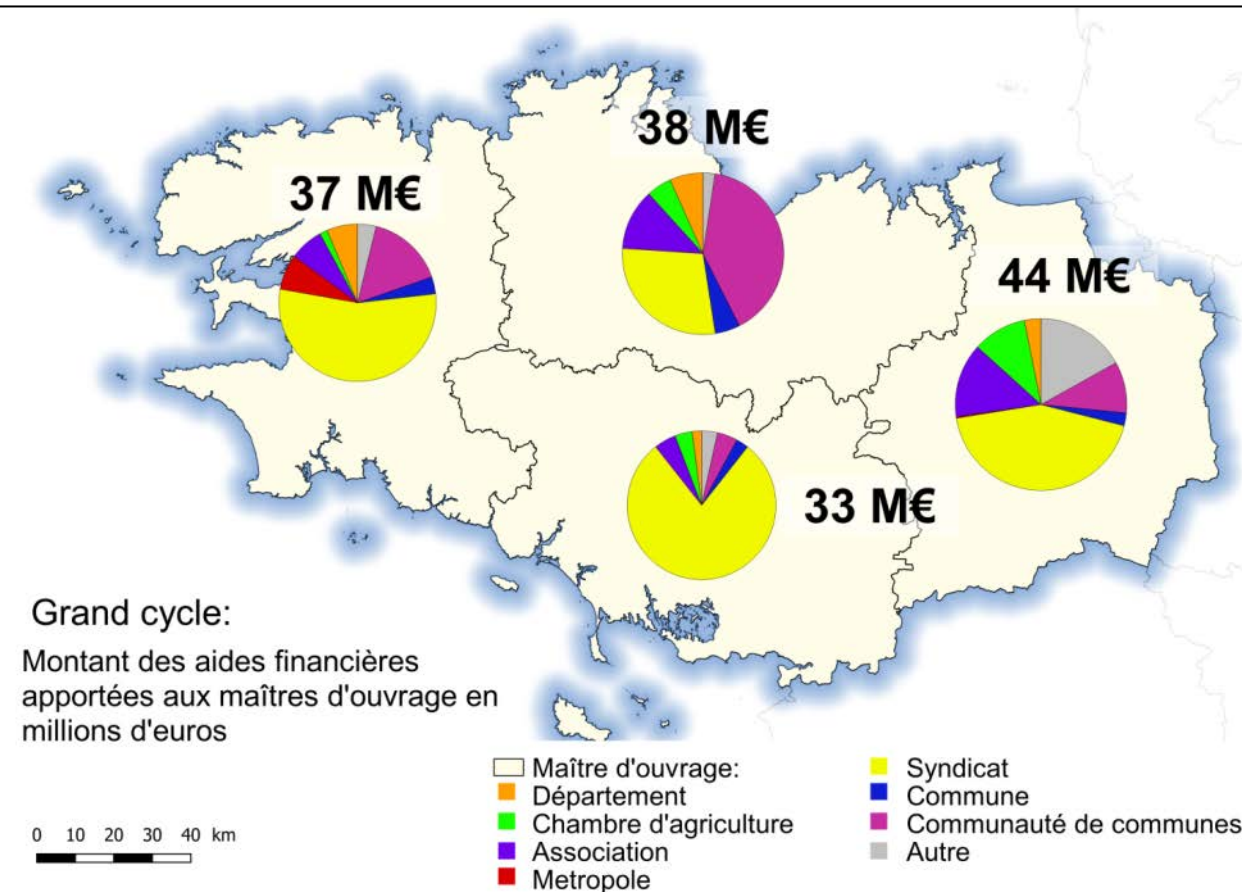 38 M€
37 M€
44 M€
33 M€
Grand cycle:
Montant des aides financières
apportées aux maîtres d'ouvrage en
millions d'euros
Maître d'ouvrage:
Département
Chambre d'agriculture
Association
Metropole
Syndicat
Commune
Communauté de communes
Autre
0 10 20 30 40 km